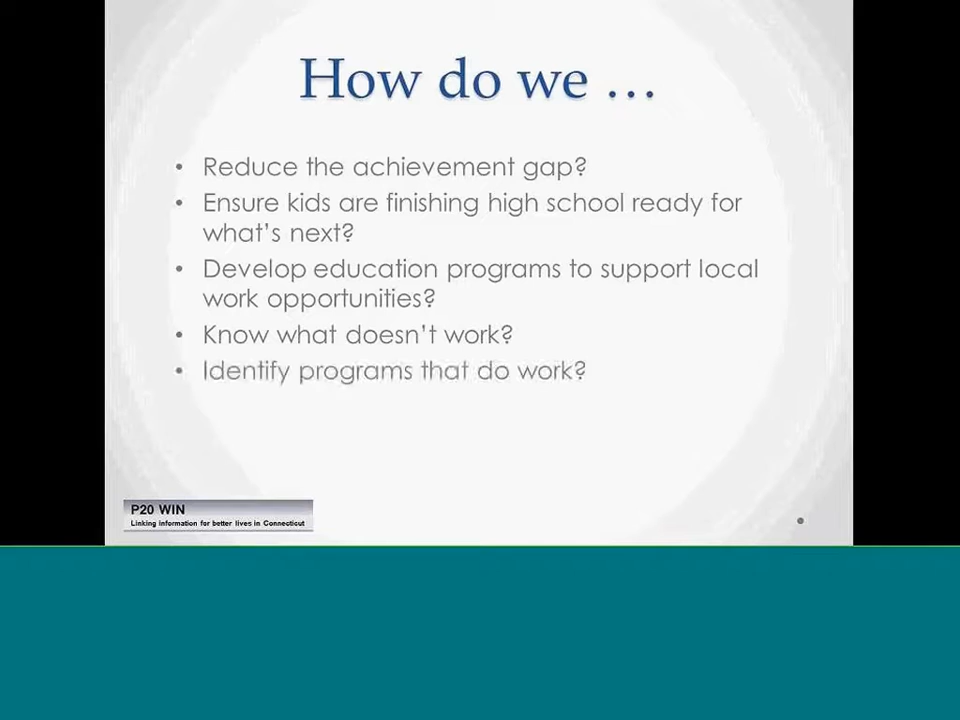 How do we …
• Reduce the achievement gap?
• Ensure kids are finishing high school ready for
what's next?
• Develop education programs to support local
work opportunities?
• Know what doesn't work?
• Identify programs that do work?
P20 WIN
Linking information for better lives in Connecticut